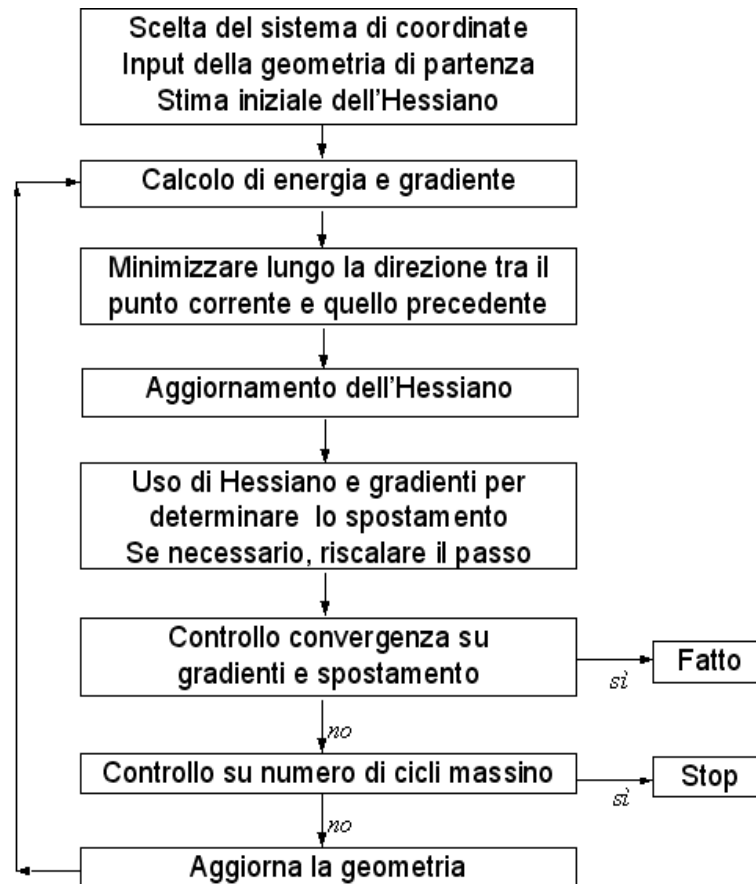 Scelta del sistema di coordinate
Input della geometria di partenza
Stima iniziale dell'Hessiano
Calcolo di energia e gradiente
Minimizzare lungo la direzione tra il
punto corrente e quello precedente
Aggiornamento dell'Hessiano
Uso di Hessiano e gradienti per
determinare lo spostamento
Se necessario, riscalare il passo
Controllo convergenza su
gradienti e spostamento
sì
Fatto
no
Controllo su numero di cicli massino
sì
Stop
no
Aggiorna la geometria